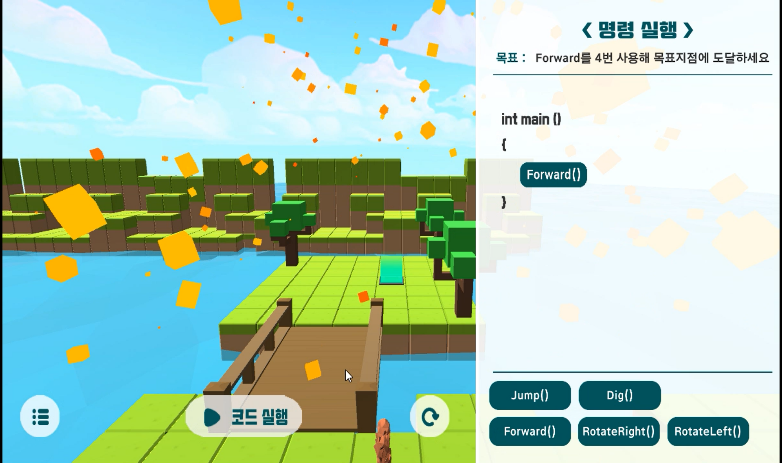 ❮ 명령 실행 ❯
목표 : Forward를 4번 사용해 목표지점에 도달하세요
int main ()
{
Forward()
}
코드 실행
Jump() Dig()
Forward() RotateRight() RotateLeft()